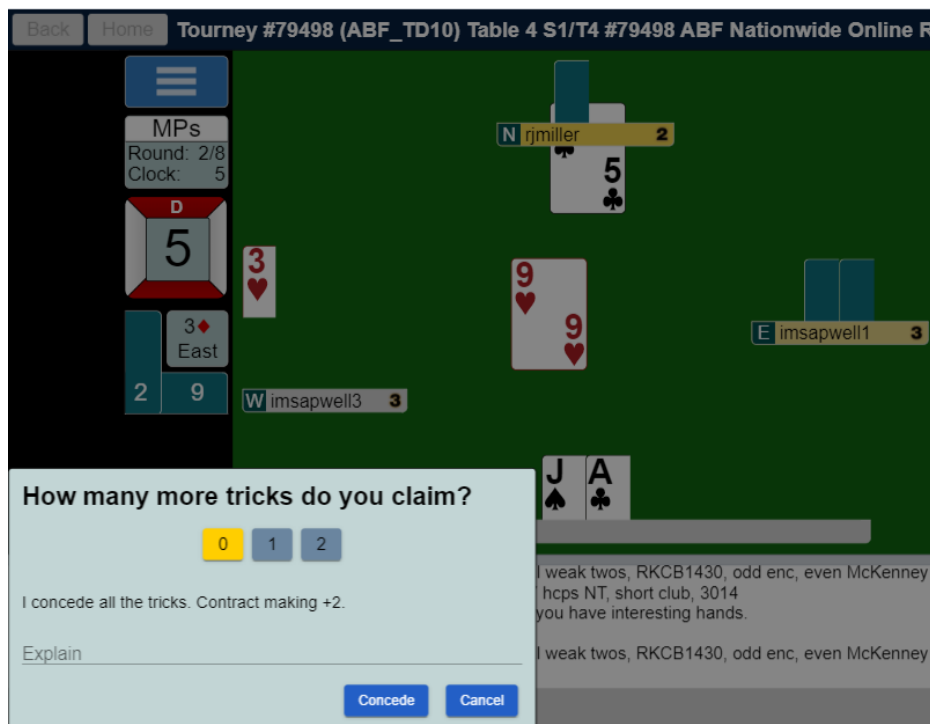 Back Home Tourney #79498 (ABF_TD10) Table 4 S1/T4 #79498 ABF Nationwide Online R
MPs
Round: 2/8
Clock: 5
D
5
3♦
East
2 9
N rjmiller 2
5
3
9
9
E imsapwell1 3
W imsapwell3 3
J A
How many more tricks do you claim?
0 1 2
I concede all the tricks. Contract making +2.
Explain
Concede Cancel
l weak twos, RKCB1430, odd enc, even McKenney
hcps NT, short club, 3014
you have interesting hands.
l weak twos, RKCB1430, odd enc, even McKenney